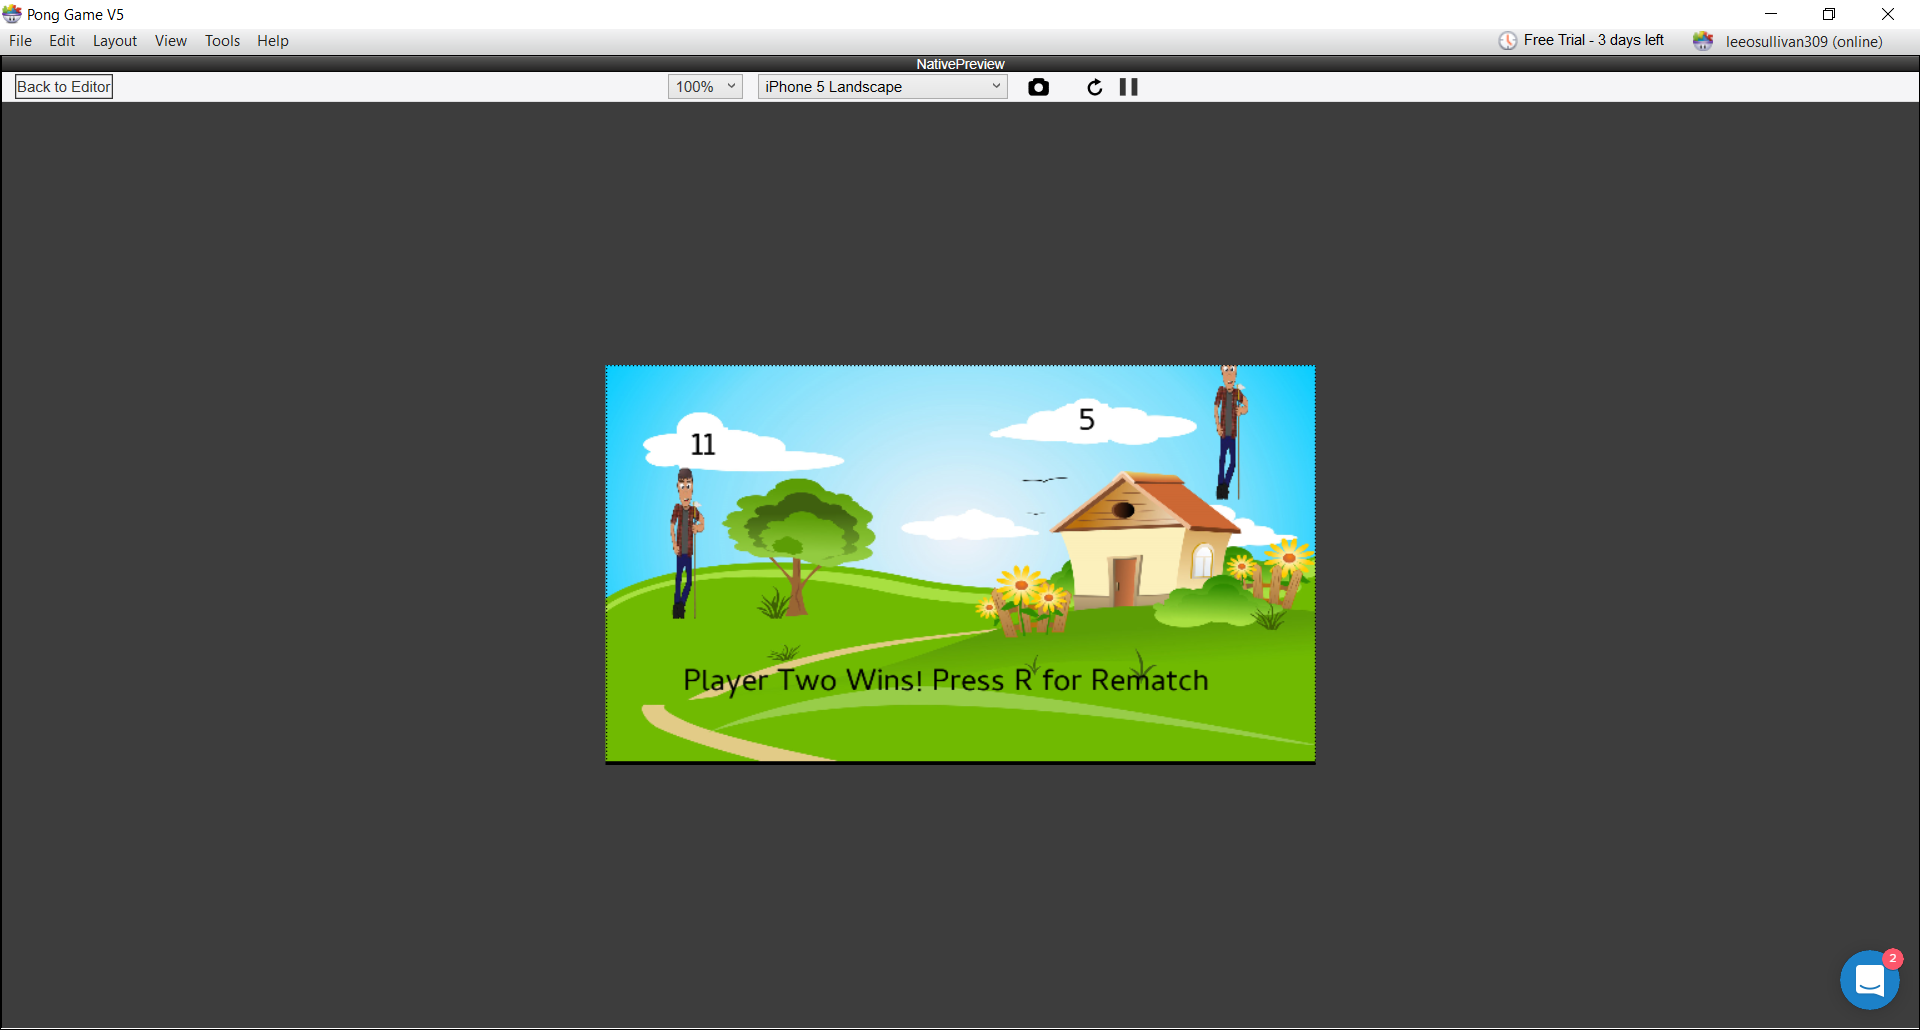 Pong Game V5
File Edit Layout View Tools Help
Free Trial - 3 days left
leeosullivan309 (online)
NativePreview
Back to Editor
100%
iPhone 5 Landscape
5
11
Player Two Wins! Press R for Rematch
2